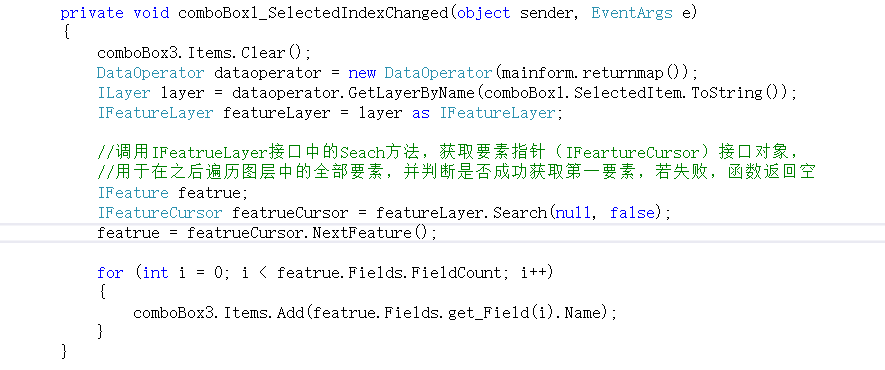 private void comboBox1_SelectedIndexChanged(object sender, EventArgs e)
{
comboBox3.Items.Clear();
DataOperator dataoperator = new DataOperator(mainform.returnmap());
ILayer layer = dataoperator.GetLayerByName(comboBox1.SelectedItem.ToString());
IFeatureLayer featureLayer = layer as IFeatureLayer;
//调用IFeatrueLayer接口中的Seach方法，获取要素指针（IFeartureCursor）接口对象，
//用于在之后遍历图层中的全部要素，并判断是否成功获取第一要素，若失败，函数返回空
IFeature featrue;
IFeatureCursor featrueCursor = featureLayer.Search(null, false);
featrue = featrueCursor.NextFeature();
for (int i = 0; i < featrue.Fields.FieldCount; i++)
{
comboBox3.Items.Add(featrue.Fields.get_Field(i).Name);
}
}